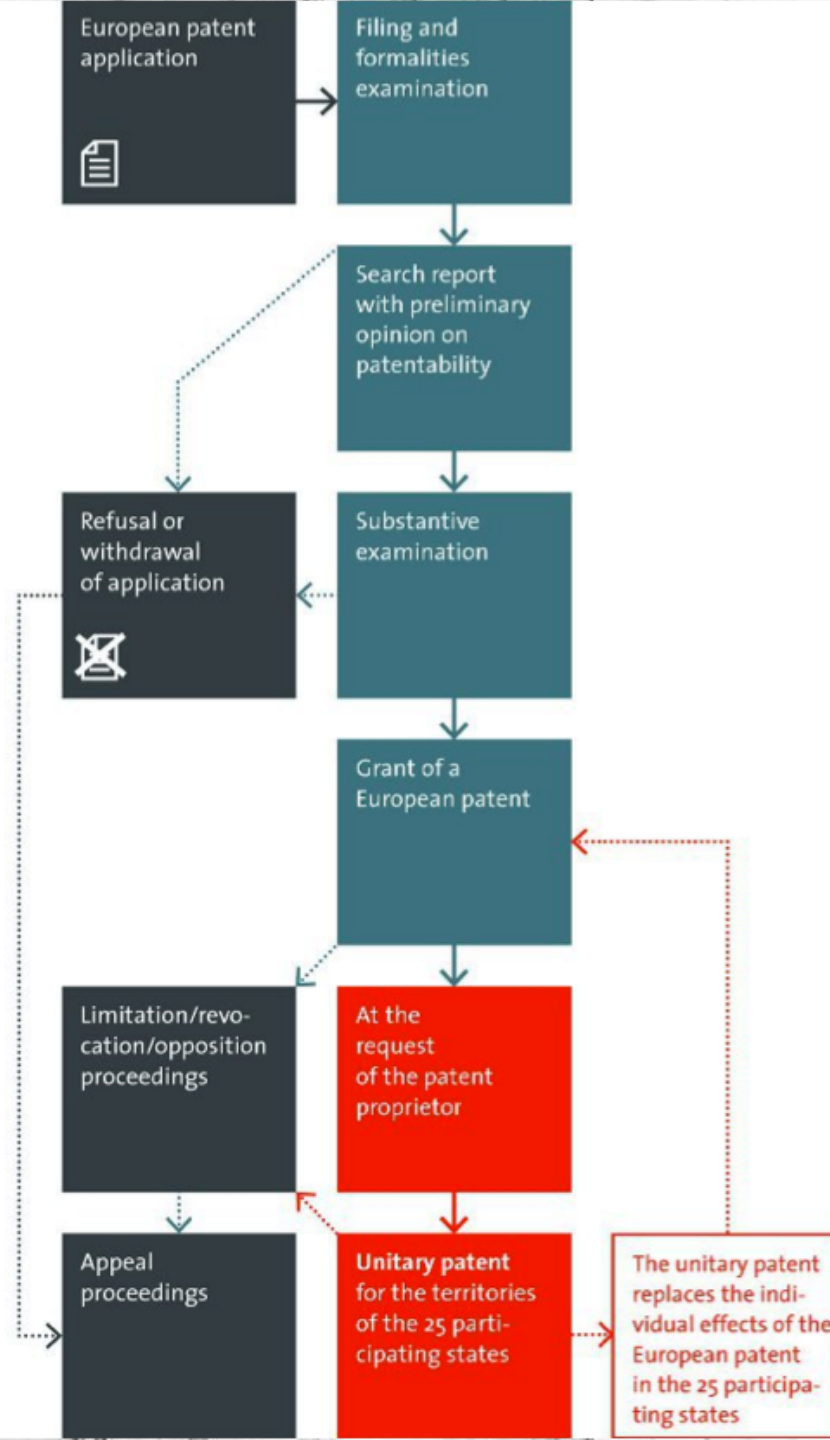 European patent
application
Filing and
formalities
examination
Search report
with preliminary
opinion on
patentability
Refusal or
withdrawal
of application
Substantive
examination
Grant of a
European patent
Limitation/revo-
cation/opposition
proceedings
At the
request
of the patent
proprietor
Appeal
proceedings
Unitary patent
for the territories
of the 25 parti-
cipating states
The unitary patent
replaces the indi-
vidual effects of the
European patent
in the 25 participa-
ting states